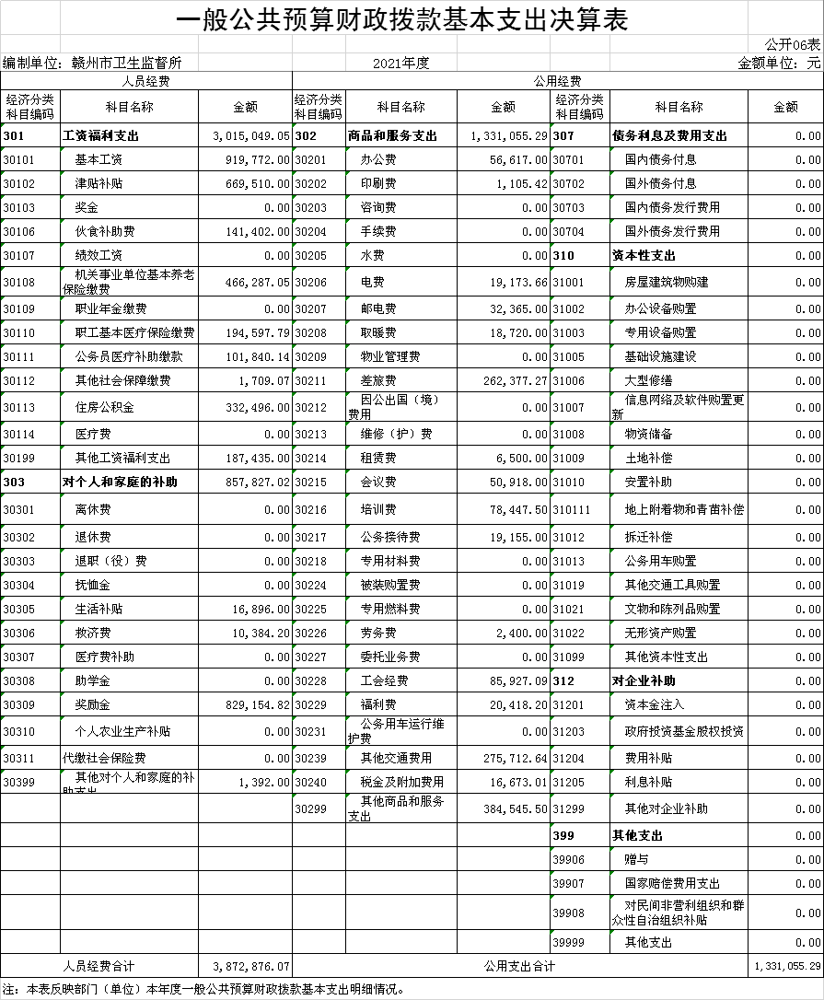 一般公共预算财政拨款基本支出决算表
公开06表
编制单位：赣州市卫生监督所 2021年度 金额单位：元
人员经费 公用经费
经济分类科目编码 科目名称 金额 经济分类科目编码 科目名称 金额 经济分类科目编码 科目名称 金额
301 工资福利支出 3,015,049.05 302 商品和服务支出 1,331,055.29 307 债务利息及费用支出 0.00
30101 基本工资 919,772.00 30201 办公费 56,617.00 30701 国内债务付息 0.00
30102 津贴补贴 669,510.00 30202 印刷费 1,105.42 30702 国外债务付息 0.00
30103 奖金 0.00 30203 咨询费 0.00 30703 国内债务发行费用 0.00
30106 伙食补助费 141,402.00 30204 手续费 0.00 30704 国外债务发行费用 0.00
30107 绩效工资 0.00 30205 水费 0.00 310 资本性支出 0.00
30108 机关事业单位基本养老保险缴费 466,287.05 30206 电费 19,173.66 31001 房屋建筑物购建 0.00
30109 职业年金缴费 0.00 30207 邮电费 32,365.00 31002 办公设备购置 0.00
30110 职工基本医疗保险缴费 194,597.79 30208 取暖费 18,720.00 31003 专用设备购置 0.00
30111 公务员医疗补助缴款 101,840.14 30209 物业管理费 0.00 31005 基础设施建设 0.00
30112 其他社会保障缴费 1,709.07 30211 差旅费 262,377.27 31006 大型修缮 0.00
30113 住房公积金 332,496.00 30212 因公出国（境）费用 0.00 31007 信息网络及软件购置更新 0.00
30114 医疗费 0.00 30213 维修（护）费 0.00 31008 物资储备 0.00
30199 其他工资福利支出 187,435.00 30214 租赁费 6,500.00 31009 土地补偿 0.00
303 对个人和家庭的补助 857,827.02 30215 会议费 50,918.00 31010 安置补助 0.00
30301 离休费 0.00 30216 培训费 78,447.50 310111 地上附着物和青苗补偿 0.00
30302 退休费 0.00 30217 公务接待费 19,155.00 31012 拆迁补偿 0.00
30303 退职（役）费 0.00 30218 专用材料费 0.00 31013 公务用车购置 0.00
30304 抚恤金 0.00 30224 被装购置费 0.00 31019 其他交通工具购置 0.00
30305 生活补贴 16,896.00 30225 专用燃料费 0.00 31021 文物和陈列品购置 0.00
30306 救济费 10,384.20 30226 劳务费 2,400.00 31022 无形资产购置 0.00
30307 医疗费补助 0.00 30227 委托业务费 0.00 31099 其他资本性支出 0.00
30308 助学金 0.00 30228 工会经费 85,927.09 312 对企业补助 0.00
30309 奖励金 829,154.82 30229 福利费 20,418.20 31201 资本金注入 0.00
30310 个人农业生产补贴 0.00 30231 公务用车运行维护费 0.00 31203 政府投资基金股权投资 0.00
30311 代缴社会保险费 0.00 30239 其他交通费用 275,712.64 31204 费用补贴 0.00
30399 其他对个人和家庭的补助支出 1,392.00 30240 税金及附加费用 16,673.01 31205 利息补贴 0.00
30299 其他商品和服务支出 384,545.50 31299 其他对企业补助 0.00
399 其他支出 0.00
39906 赠与 0.00
39907 国家赔偿费用支出 0.00
39908 对民间非营利组织和群众性自治组织补贴 0.00
39999 其他支出 0.00
人员经费合计 3,872,876.07 公用支出合计 1,331,055.29
注：本表反映部门（单位）本年度一般公共预算财政拨款基本支出明细情况。